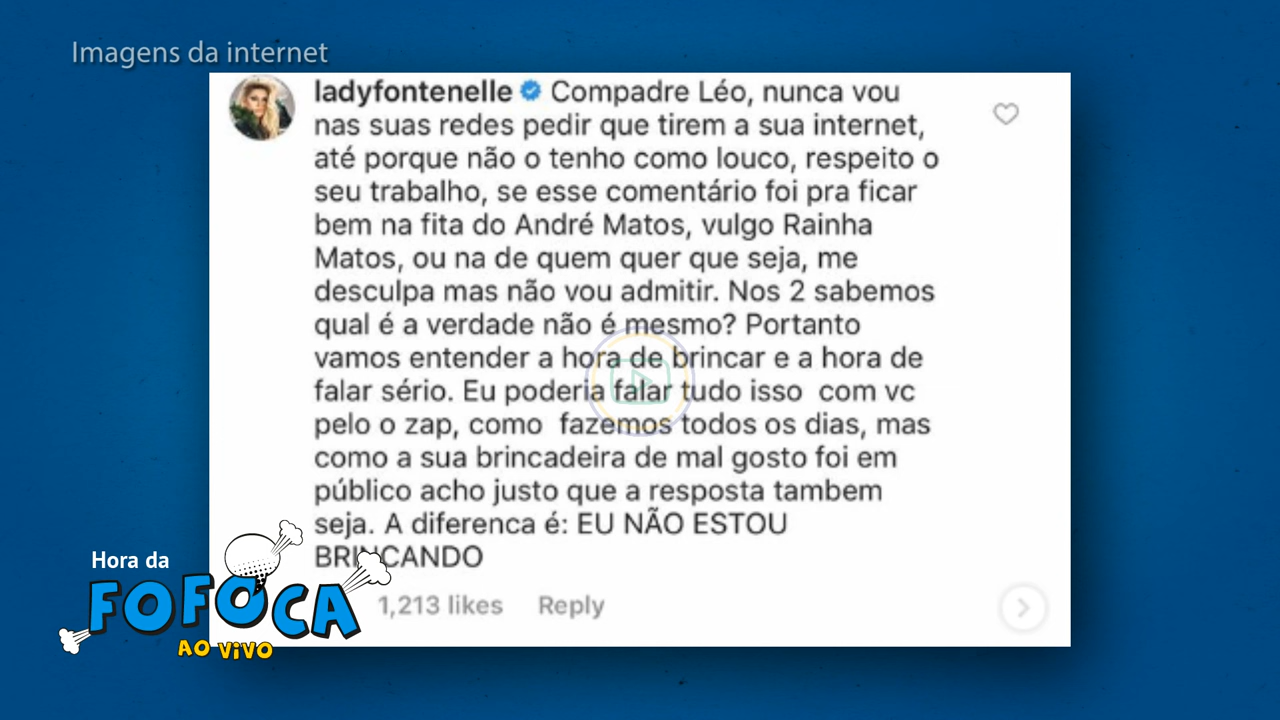 Imagens da internet
ladyfontenelle Compadre Léo, nunca vou
nas suas redes pedir que tirem a sua internet,
até porque não o tenho como louco, respeito o
seu trabalho, se esse comentário foi pra ficar
bem na fita do André Matos, vulgo Rainha
Matos, ou na de quem quer que seja, me
desculpa mas não vou admitir. Nos 2 sabemos
qual é a verdade não é mesmo? Portanto
vamos entender a hora de brincar e a hora de
falar sério. Eu poderia falar tudo isso com vc
pelo o zap, como fazemos todos os dias, mas
como a sua brincadeira de mal gosto foi em
público acho justo que a resposta tambem
seja. A diferenca é: EU NÃO ESTOU
BRINCANDO
1,213 likes Reply
Hora da
FOFOCA
AO VIVO